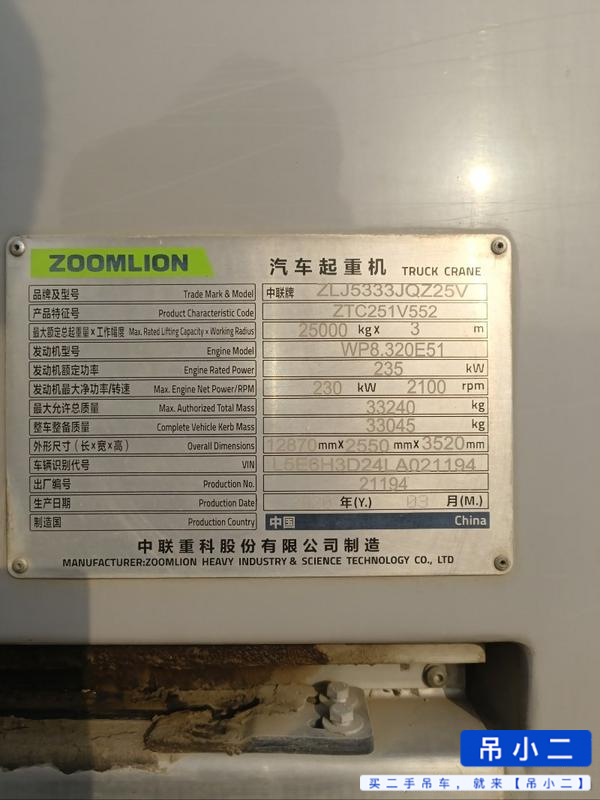 ZOOMLION 汽车起重机 TRUCK CRANE
品牌及型号 Trade Mark & Model 中联牌 ZLJ5333JQZ25V
产品特征号 Product Characteristic Code ZTC251V552
最大额定总起重量×工作幅度 Max. Rated Lifting Capacity × Working Radius 25000 kg× 3 m
发动机型号 Engine Model WP8.320E51
发动机额定功率 Engine Rated Power 235 kW
发动机最大净功率/转速 Max. Engine Net Power/RPM 230 kW 2100 rpm
最大允许总质量 Max. Authorized Total Mass 33240 kg
整车整备质量 Complete Vehicle Kerb Mass 33045 kg
外形尺寸(长×宽×高) Overall Dimensions 12870mm×2550mm×3520mm
车辆识别代号 VIN L5E6H3D24LA021194
出厂编号 Production No. 21194
生产日期 Production Date 2020 年(Y.) 03 月(M.)
制造国 Production Country 中国 China
中联重科股份有限公司制造
MANUFACTURER:ZOOMLION HEAVY INDUSTRY & SCIENCE TECHNOLOGY CO., LTD
吊小二
买二手吊车，就来【吊小二】